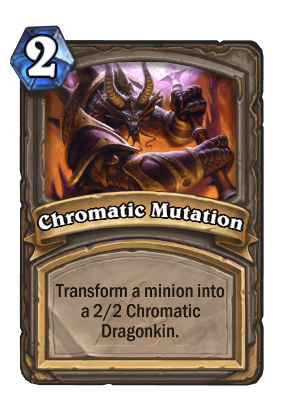 2
Chromatic Mutation
Transform a minion into
a 2/2 Chromatic
Dragonkin.